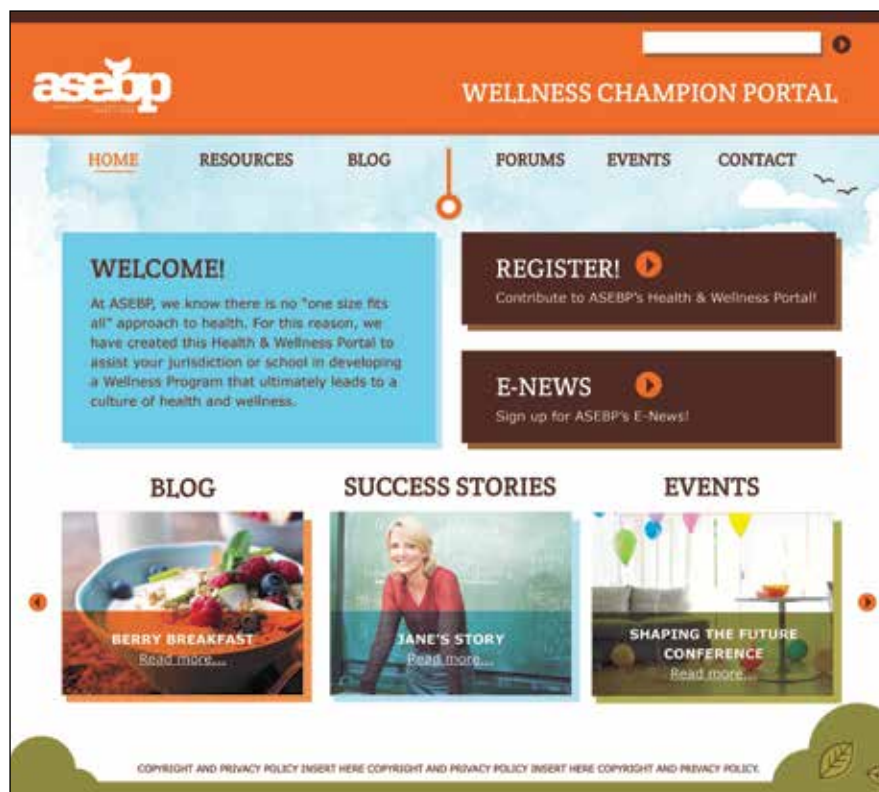 asebp
WELLNESS CHAMPION PORTAL
HOME RESOURCES BLOG FORUMS EVENTS CONTACT
WELCOME!
At ASEBP, we know there is no "one size fits
all" approach to health. For this reason, we
have created this Health & Wellness Portal to
assist your jurisdiction or school in developing
a Wellness Program that ultimately leads to a
culture of health and wellness.
REGISTER!
Contribute to ASEBP's Health & Wellness Portal!
E-NEWS
Sign up for ASEBP's E-News!
BLOG
BERRY BREAKFAST
Read more...
SUCCESS STORIES
JANE'S STORY
Read more...
EVENTS
SHAPING THE FUTURE
CONFERENCE
Read more...
COPYRIGHT AND PRIVACY POLICY INSERT HERE COPYRIGHT AND PRIVACY POLICY INSERT HERE COPYRIGHT AND PRIVACY POLICY.